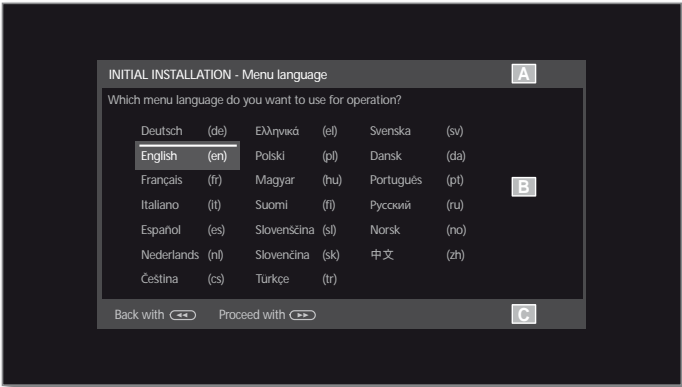 INITIAL INSTALLATION - Menu language A
Which menu language do you want to use for operation?
Deutsch (de) Ελληνικά (el) Svenska (sv)
English (en) Polski (pl) Dansk (da)
Français (fr) Magyar (hu) Português (pt) B
Italiano (it) Suomi (fi) Русский (ru)
Español (es) Slovenščina (sl) Norsk (no)
Nederlands (nl) Slovenčina (sk) 中文 (zh)
Čeština (cs) Türkçe (tr)
Back with Proceed with C